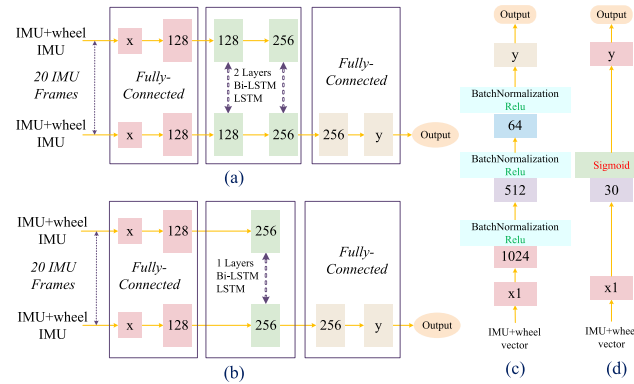 IMU+wheel
IMU
20 IMU
Frames
IMU+wheel
IMU
x
128
Fully-
Connected
x
128
128
256
2 Layers
Bi-LSTM
LSTM
128
256
Fully-
Connected
256
y
Output
(a)
IMU+wheel
IMU
20 IMU
Frames
IMU+wheel
IMU
x
128
Fully-
Connected
x
128
256
1 Layers
Bi-LSTM
LSTM
256
Fully-
Connected
256
y
Output
(b)
Output
y
BatchNormalization
Relu
64
BatchNormalization
Relu
512
BatchNormalization
Relu
1024
x1
IMU+wheel
vector
(c)
Output
y
Sigmoid
30
x1
IMU+wheel
vector
(d)